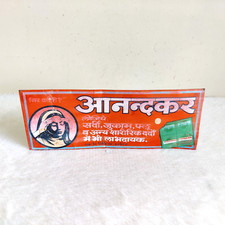 आनन्दकर
सर्दी, जुकाम, फ्लू
व अन्य शारीरिक दर्दों
में भी लाभदायक.